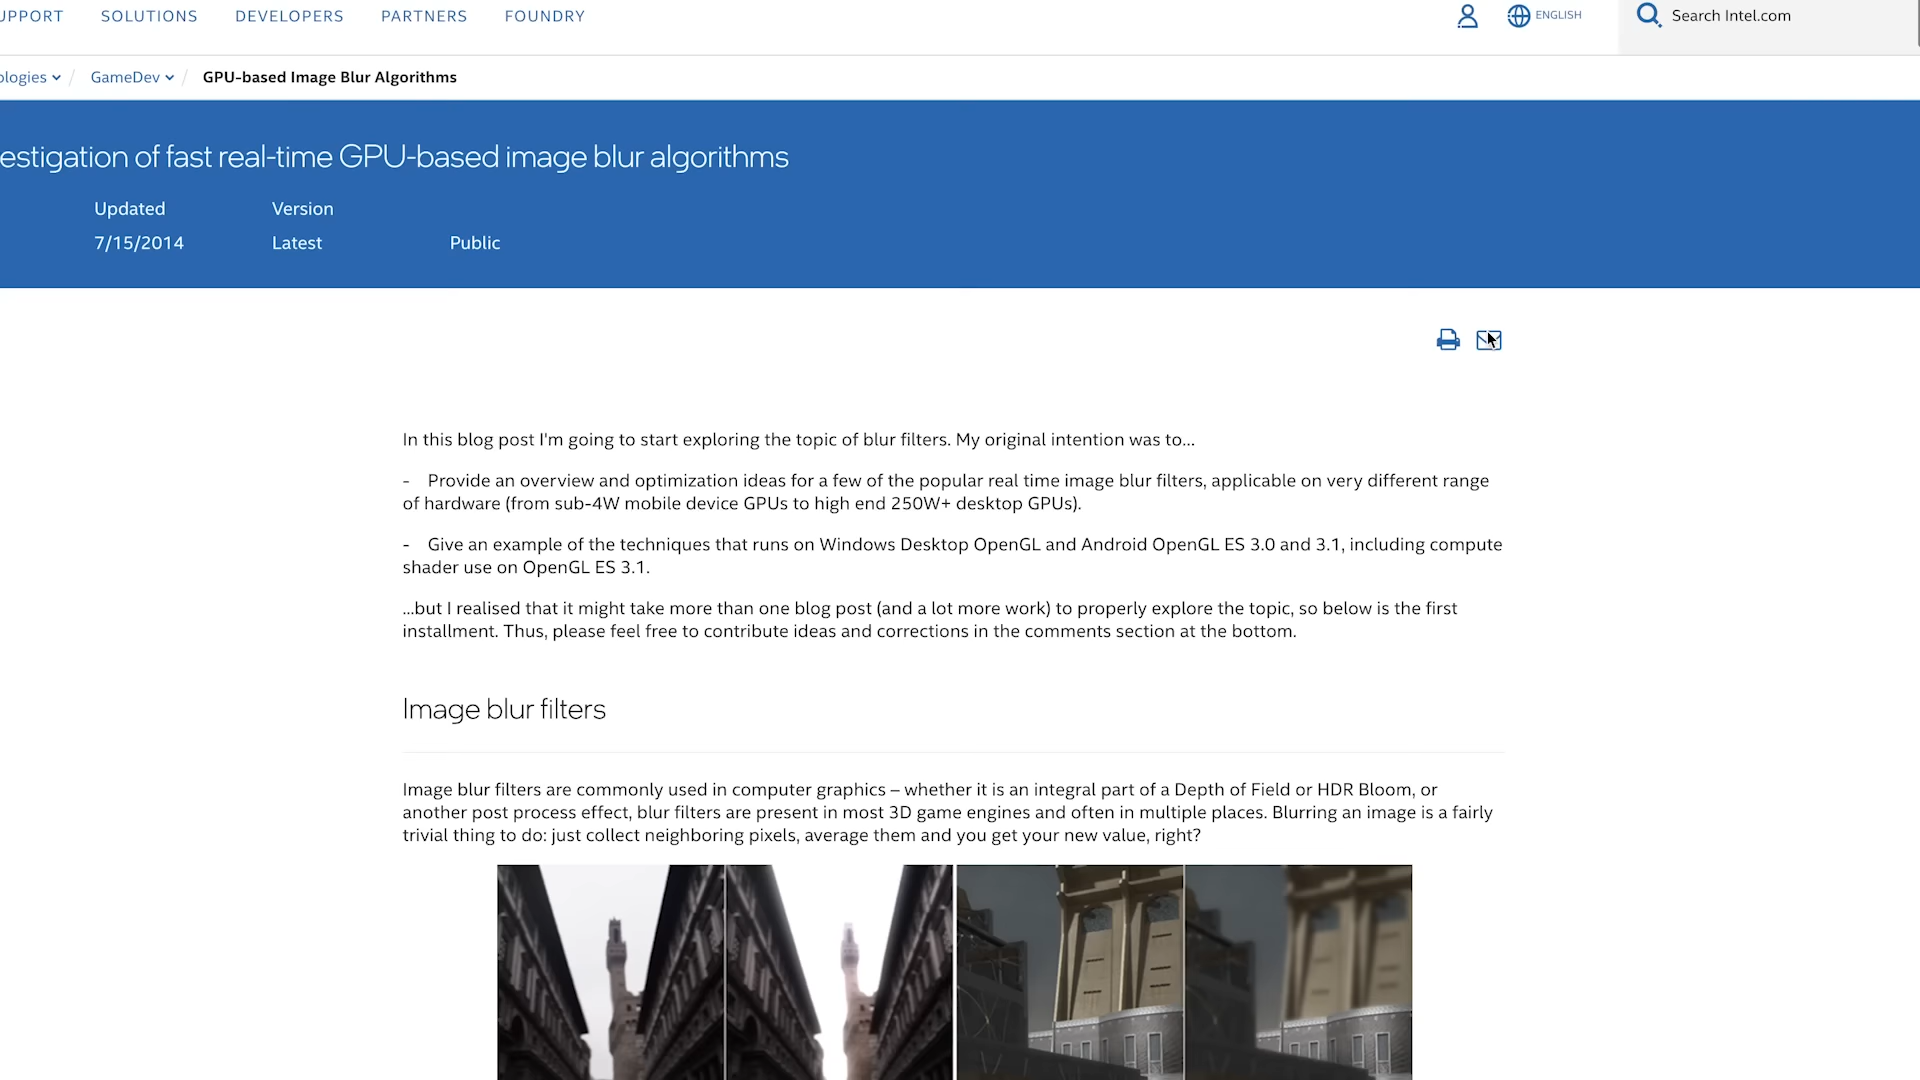 UPPORT SOLUTIONS DEVELOPERS PARTNERS FOUNDRY ENGLISH Search Intel.com
ologies / GameDev / GPU-based Image Blur Algorithms
estigation of fast real-time GPU-based image blur algorithms
Updated Version
7/15/2014 Latest Public
In this blog post I'm going to start exploring the topic of blur filters. My original intention was to...
- Provide an overview and optimization ideas for a few of the popular real time image blur filters, applicable on very different range
of hardware (from sub-4W mobile device GPUs to high end 250W+ desktop GPUs).
- Give an example of the techniques that runs on Windows Desktop OpenGL and Android OpenGL ES 3.0 and 3.1, including compute
shader use on OpenGL ES 3.1.
...but I realised that it might take more than one blog post (and a lot more work) to properly explore the topic, so below is the first
installment. Thus, please feel free to contribute ideas and corrections in the comments section at the bottom.
Image blur filters
Image blur filters are commonly used in computer graphics – whether it is an integral part of a Depth of Field or HDR Bloom, or
another post process effect, blur filters are present in most 3D game engines and often in multiple places. Blurring an image is a fairly
trivial thing to do: just collect neighboring pixels, average them and you get your new value, right?